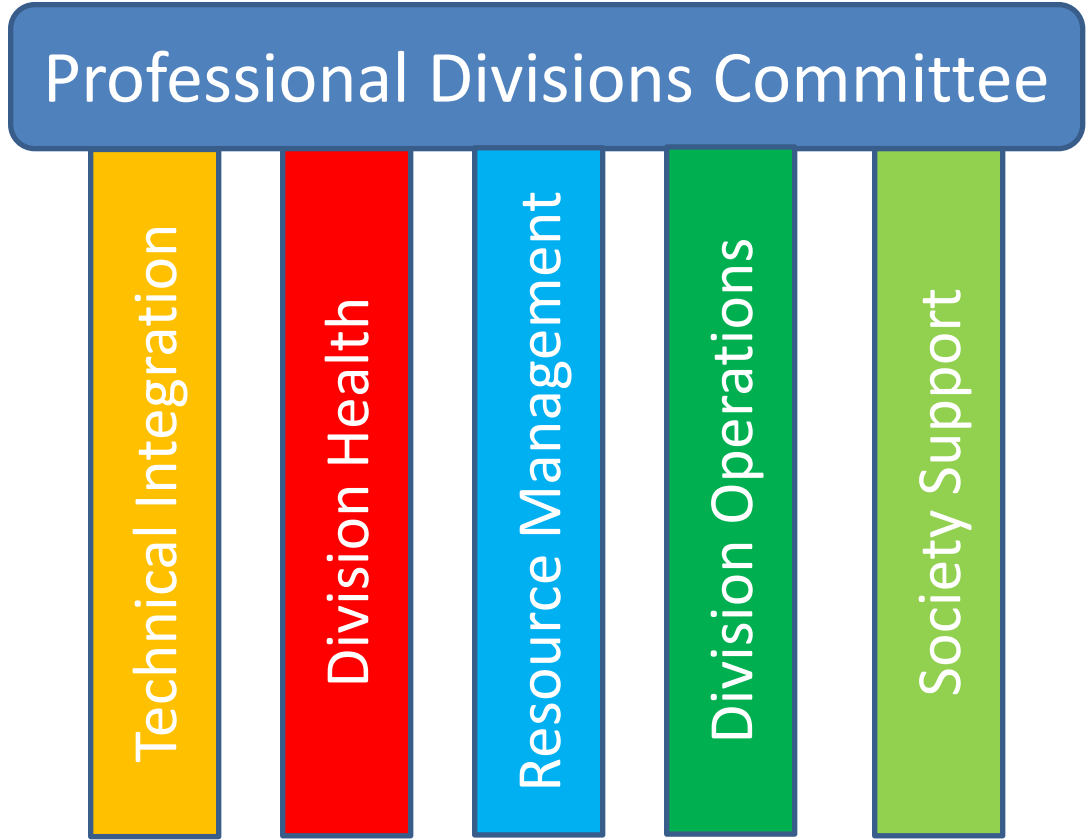 Professional Divisions Committee
Technical Integration
Division Health
Resource Management
Division Operations
Society Support